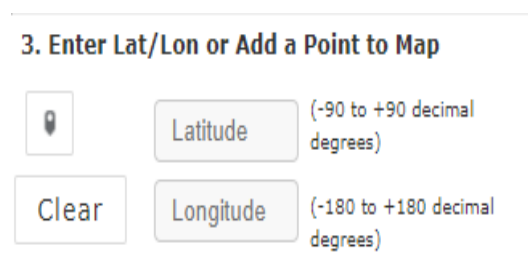 3. Enter Lat/Lon or Add a Point to Map
Latitude
(-90 to +90 decimal
degrees)
Clear
Longitude
(-180 to +180 decimal
degrees)